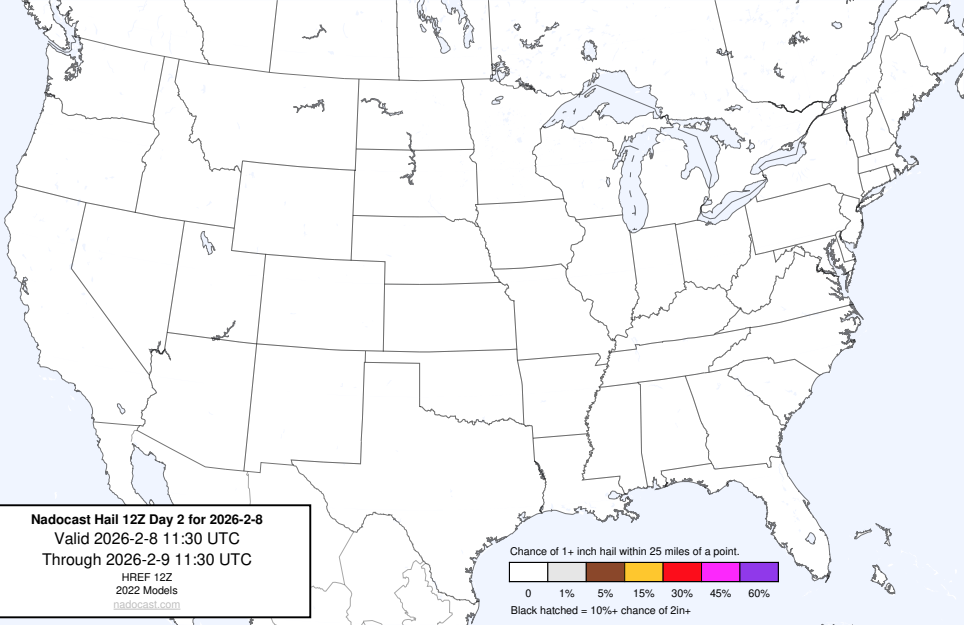 Nadocast Hail 12Z Day 2 for 2026-2-8
Valid 2026-2-8 11:30 UTC
Through 2026-2-9 11:30 UTC
HREF 12Z
2022 Models
nadocast.com
Chance of 1+ inch hail within 25 miles of a point.
0 1% 5% 15% 30% 45% 60%
Black hatched = 10%+ chance of 2in+